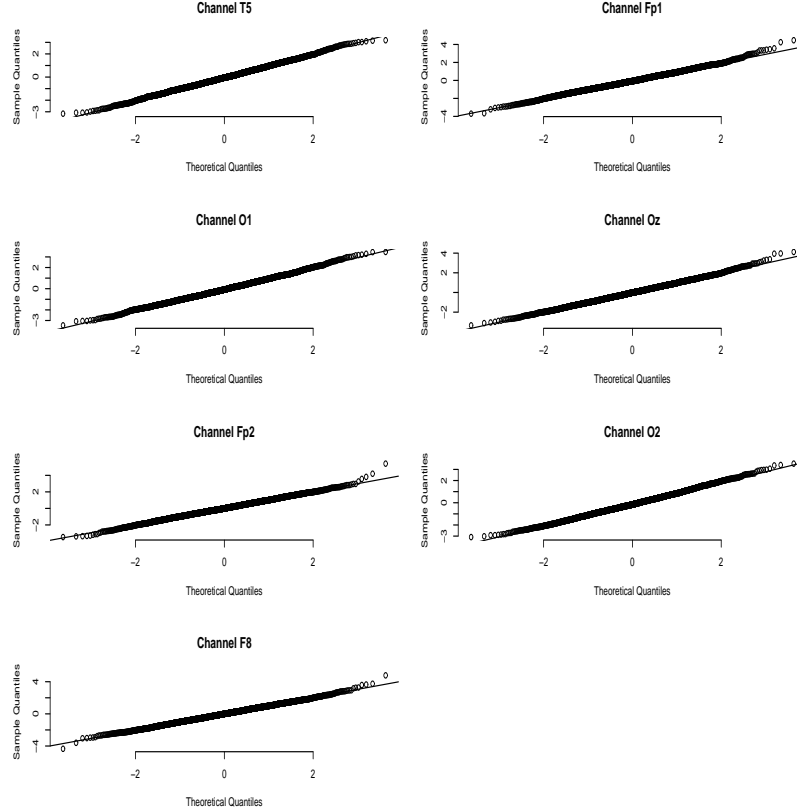 Channel T5
Sample Quantiles
−3 0 2
−2 0 2
Theoretical Quantiles
Channel Fp1
Sample Quantiles
−4 0 2 4
−2 0 2
Theoretical Quantiles
Channel O1
Sample Quantiles
−3 0 2
−2 0 2
Theoretical Quantiles
Channel Oz
Sample Quantiles
−2 2 4
−2 0 2
Theoretical Quantiles
Channel Fp2
Sample Quantiles
−2 2
−2 0 2
Theoretical Quantiles
Channel O2
Sample Quantiles
−3 0 2
−2 0 2
Theoretical Quantiles
Channel F8
Sample Quantiles
−4 0 4
−2 0 2
Theoretical Quantiles